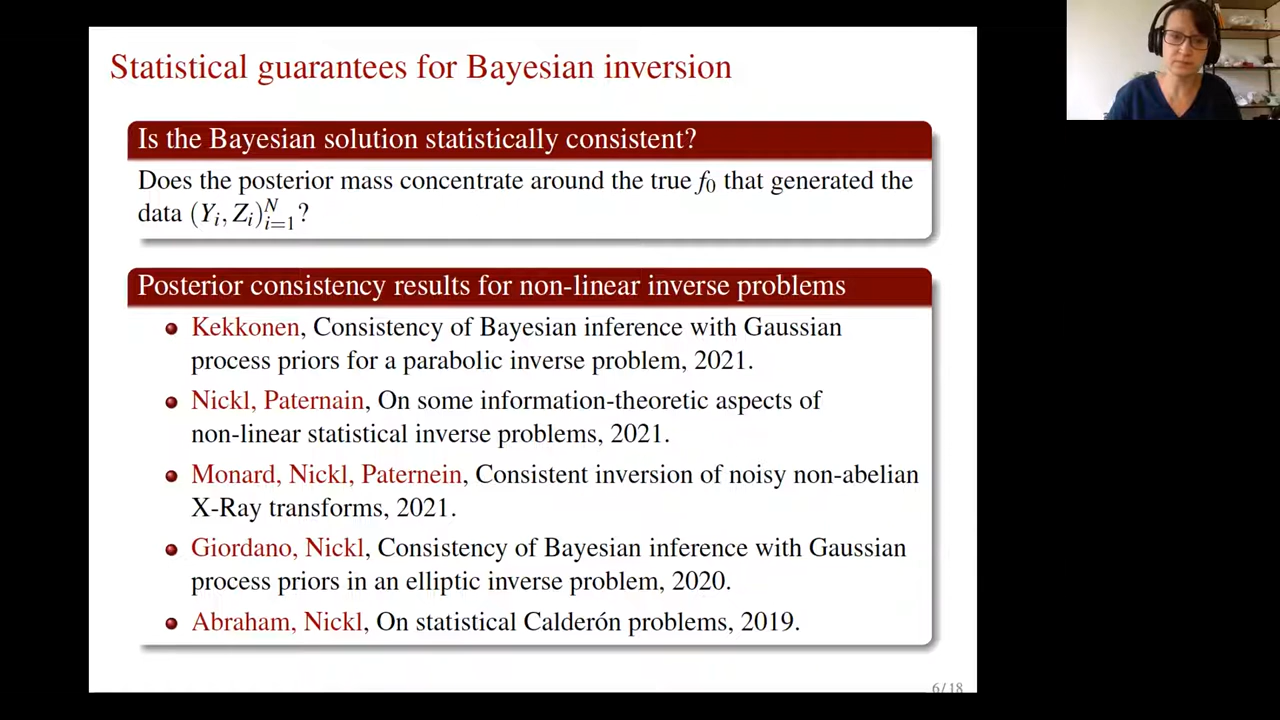 Statistical guarantees for Bayesian inversion
Is the Bayesian solution statistically consistent?
Does the posterior mass concentrate around the true f₀ that generated the
data (Yᵢ, Zᵢ)ᵢ₌₁ᴺ?
Posterior consistency results for non-linear inverse problems
Kekkonen, Consistency of Bayesian inference with Gaussian
process priors for a parabolic inverse problem, 2021.
Nickl, Paternain, On some information-theoretic aspects of
non-linear statistical inverse problems, 2021.
Monard, Nickl, Paternein, Consistent inversion of noisy non-abelian
X-Ray transforms, 2021.
Giordano, Nickl, Consistency of Bayesian inference with Gaussian
process priors in an elliptic inverse problem, 2020.
Abraham, Nickl, On statistical Calderón problems, 2019.
6/18